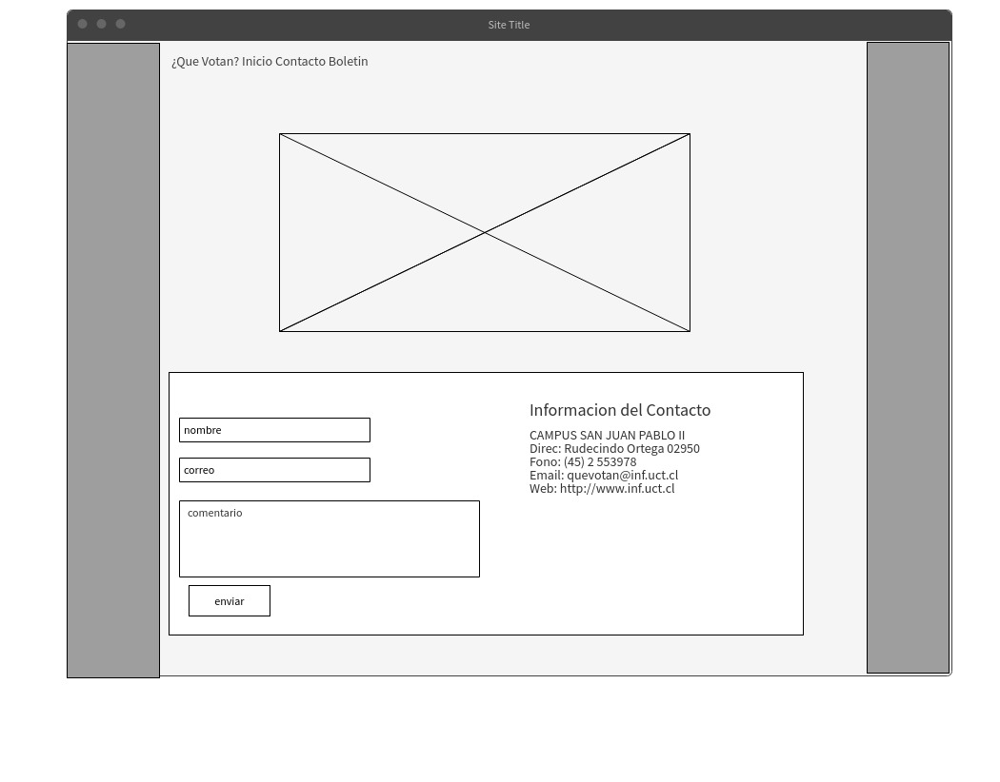 Site Title
¿Que Votan? Inicio Contacto Boletin
nombre
correo
comentario
enviar
Informacion del Contacto
CAMPUS SAN JUAN PABLO II
Direc: Rudecindo Ortega 02950
Fono: (45) 2 553978
Email: quevotan@inf.uct.cl
Web: http://www.inf.uct.cl